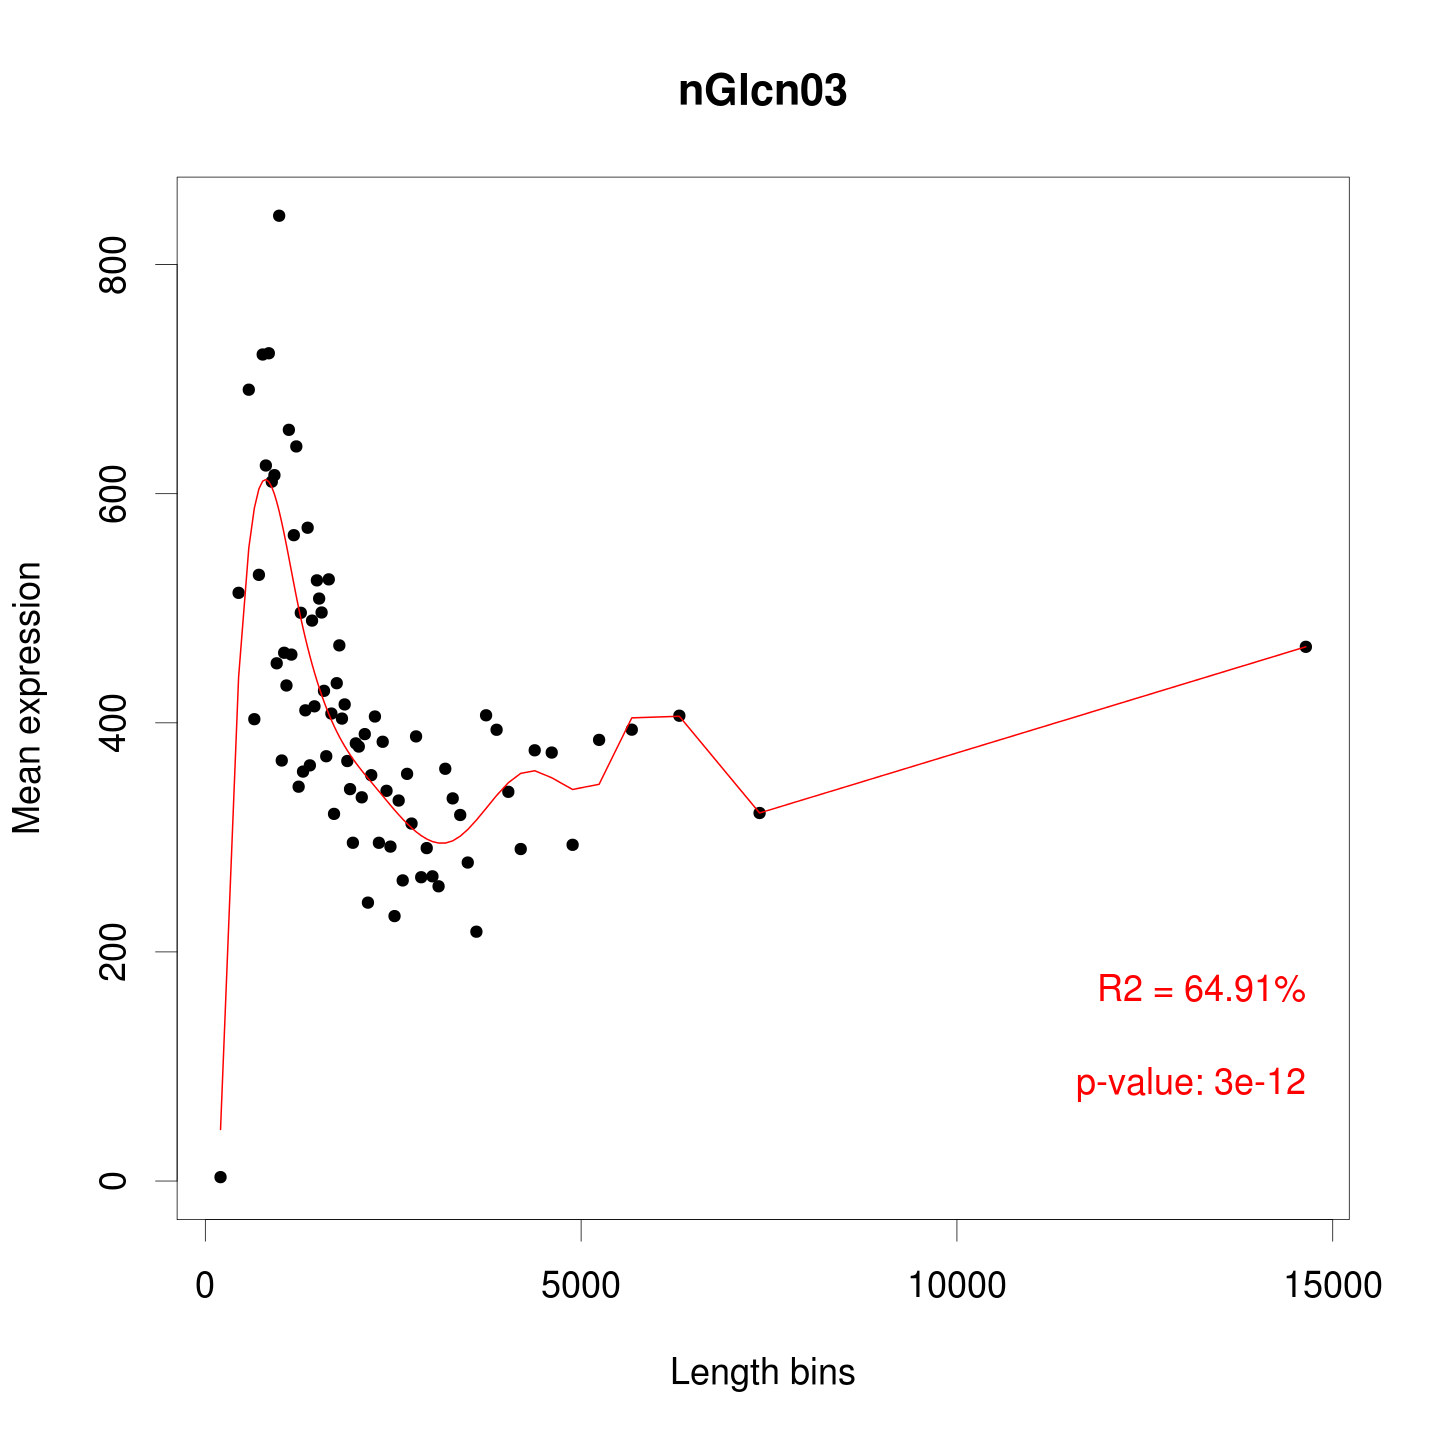 nGlcn03
Mean expression
800
600
400
200
0
R2 = 64.91%
p-value: 3e-12
0 5000 10000 15000
Length bins